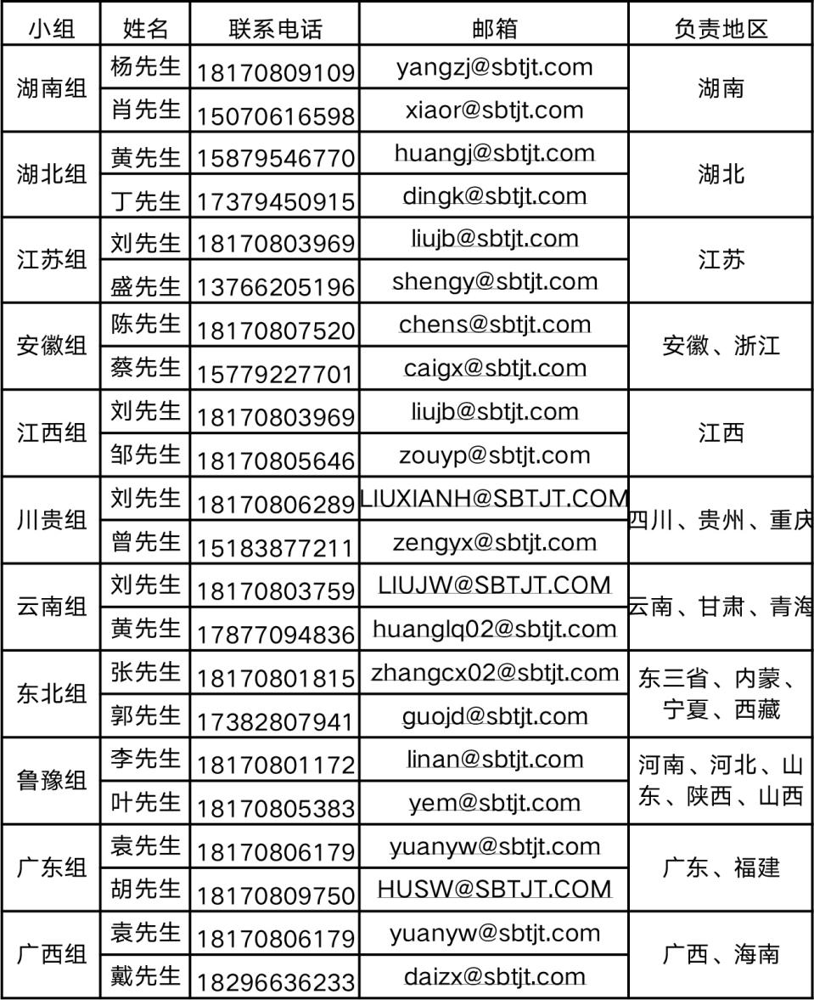 小组 姓名 联系电话 邮箱 负责地区
湖南组 杨先生 18170809109 yangzj@sbtjt.com 湖南
肖先生 15070616598 xiaor@sbtjt.com
湖北组 黄先生 15879546770 huangj@sbtjt.com 湖北
丁先生 17379450915 dingk@sbtjt.com
江苏组 刘先生 18170803969 liujb@sbtjt.com 江苏
盛先生 13766205196 shengy@sbtjt.com
安徽组 陈先生 18170807520 chens@sbtjt.com 安徽、浙江
蔡先生 15779227701 caigx@sbtjt.com
江西组 刘先生 18170803969 liujb@sbtjt.com 江西
邹先生 18170805646 zouyp@sbtjt.com
川贵组 刘先生 18170806289 LIUXIANH@SBTJT.COM 四川、贵州、重庆
曾先生 15183877211 zengyx@sbtjt.com
云南组 刘先生 18170803759 LIUJW@SBTJT.COM 云南、甘肃、青海
黄先生 17877094836 huanglq02@sbtjt.com
东北组 张先生 18170801815 zhangcx02@sbtjt.com 东三省、内蒙、
郭先生 17382807941 guojd@sbtjt.com 宁夏、西藏
鲁豫组 李先生 18170801172 linan@sbtjt.com 河南、河北、山
叶先生 18170805383 yem@sbtjt.com 东、陕西、山西
广东组 袁先生 18170806179 yuanyw@sbtjt.com 广东、福建
胡先生 18170809750 HUSW@SBTJT.COM
广西组 袁先生 18170806179 yuanyw@sbtjt.com 广西、海南
戴先生 18296636233 daizx@sbtjt.com